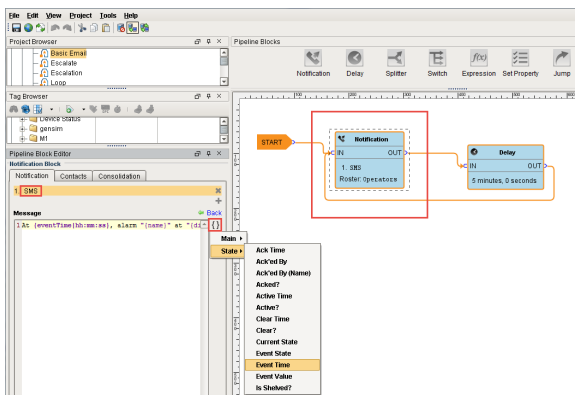 File Edit View Project Tools Help
Project Browser
Basic Email
Escalate
Escalation
Loop
Tag Browser
Device Status
gensim
M1
Pipeline Block Editor
Notification Block
Notification Contacts Consolidation
1. SMS
Message
Back
1 At {eventTime|hh:mm:ss}, alarm "{name}" at "{di
{}
Main
State
Ack Time
Ack'ed By
Ack'ed By (Name)
Acked?
Active Time
Active?
Clear Time
Clear?
Current State
Event State
Event Time
Event Value
Is Shelved?
Pipeline Blocks
Notification Delay Splitter Switch Expression Set Property Jump
f(x)
START
Notification
IN OUT
1. SMS
Roster: Operators
Delay
IN OUT
5 minutes, 0 seconds